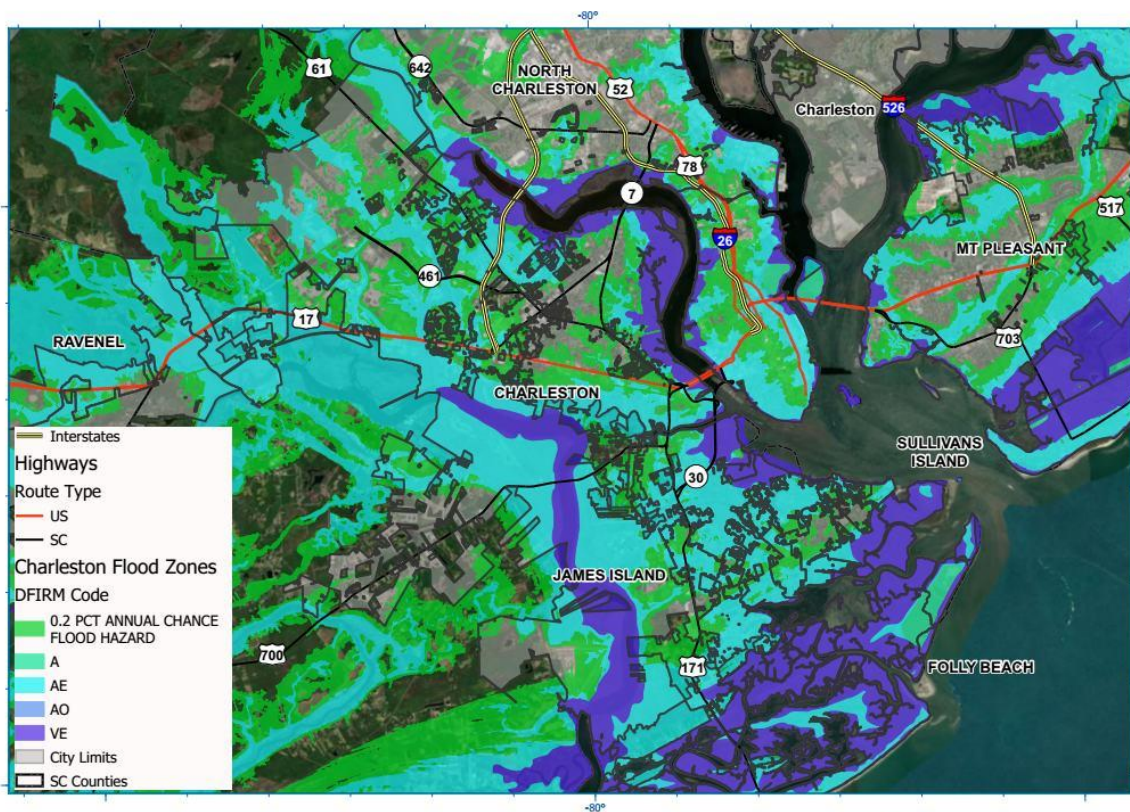 -80°
61
642
NORTH
CHARLESTON
52
Charleston
526
78
7
517
26
MT PLEASANT
461
17
RAVENEL
703
CHARLESTON
SULLIVANS
ISLAND
30
JAMES ISLAND
700
171
FOLLY BEACH
Interstates
Highways
Route Type
US
SC
Charleston Flood Zones
DFIRM Code
0.2 PCT ANNUAL CHANCE
FLOOD HAZARD
A
AE
AO
VE
City Limits
SC Counties
-80°